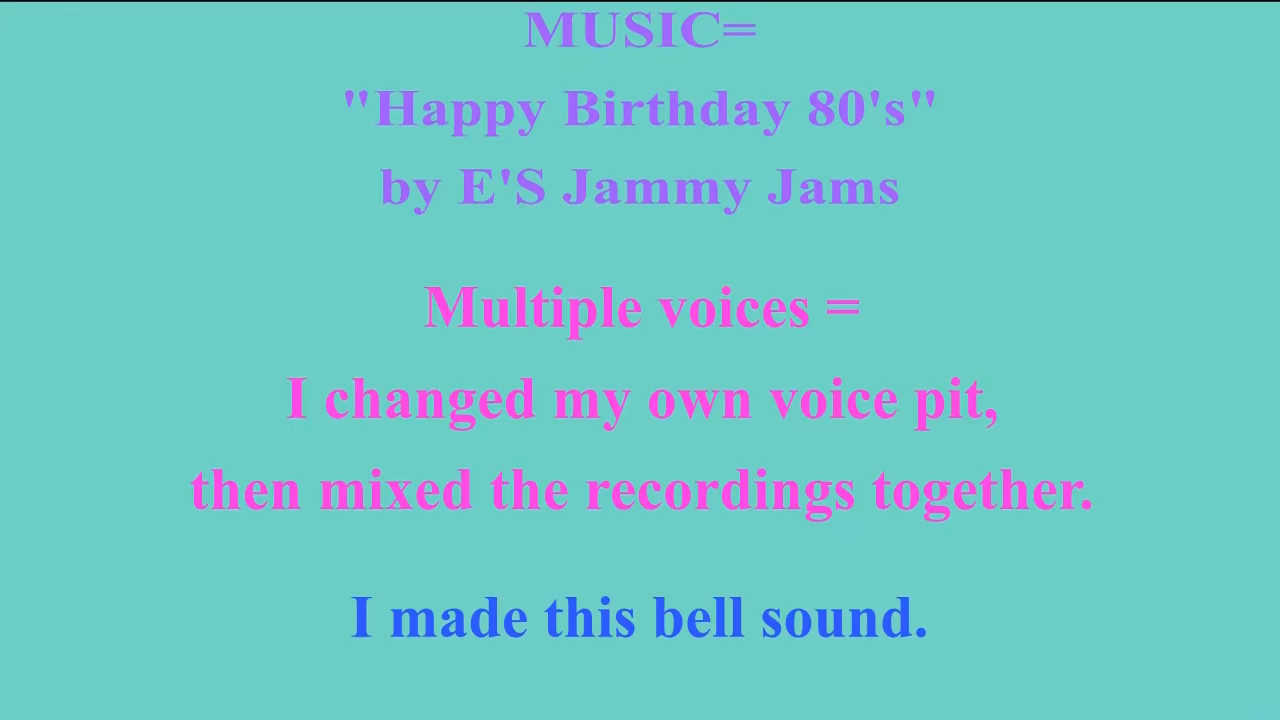 MUSIC=
"Happy Birthday 80's"
by E'S Jammy Jams
Multiple voices =
I changed my own voice pit,
then mixed the recordings together.
I made this bell sound.